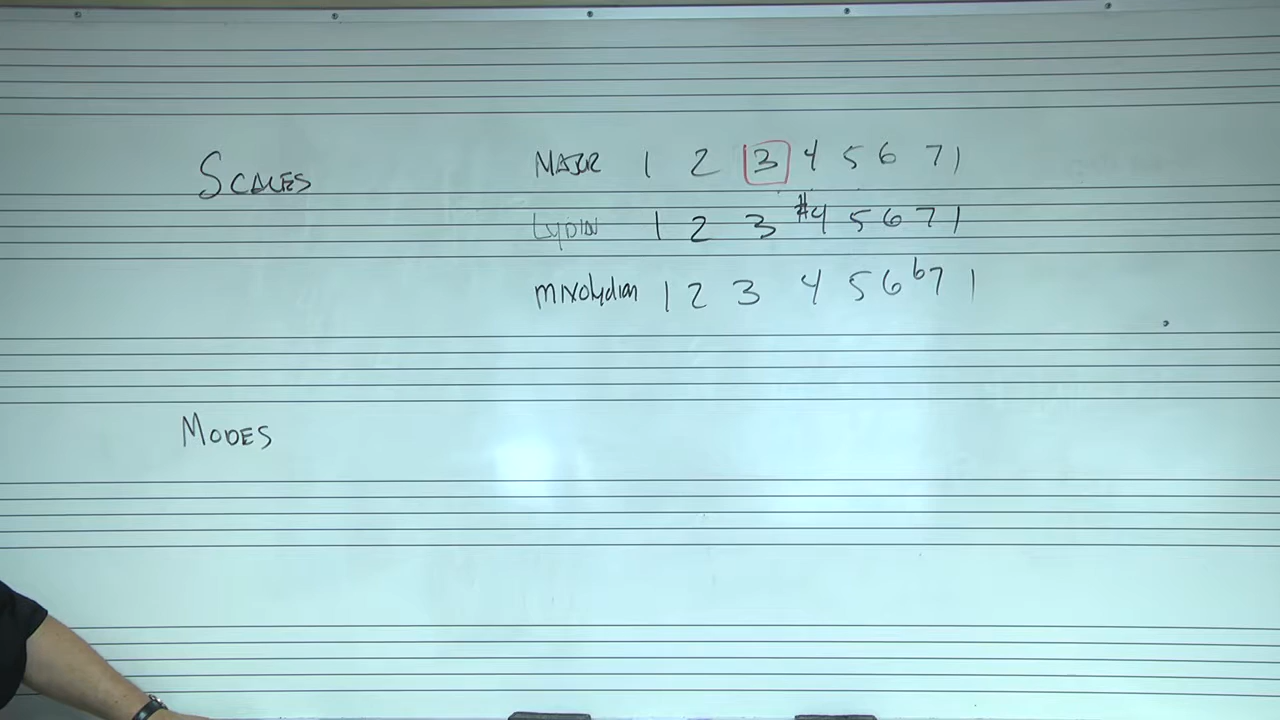 SCALES
MAJOR 1 2 3 4 5 6 7 1
Lydian 1 2 3 #4 5 6 7 1
mixolydian 1 2 3 4 5 6 b7 1
MODES